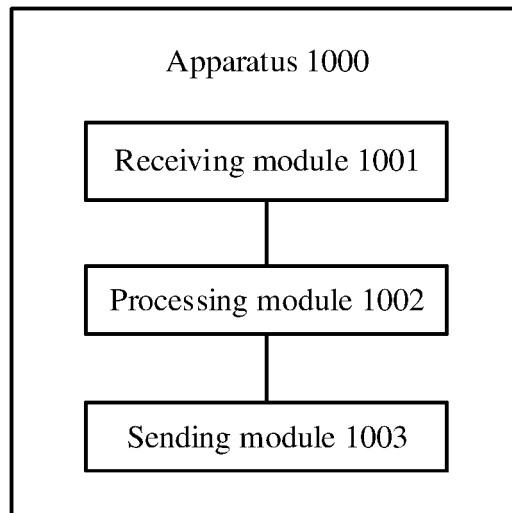 Apparatus 1000
Receiving module 1001
Processing module 1002
Sending module 1003